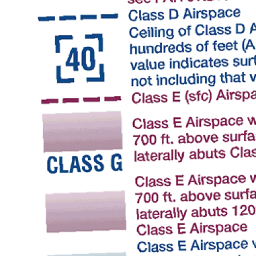 Class D Airspace
Ceiling of Class D A
hundreds of feet (A
value indicates surf
not including that v
40
Class E (sfc) Airspa
Class E Airspace w
700 ft. above surfa
laterally abuts Clas
CLASS G
Class E Airspace w
700 ft. above surfa
laterally abuts 120
Class E Airspace
Class E Airspace v